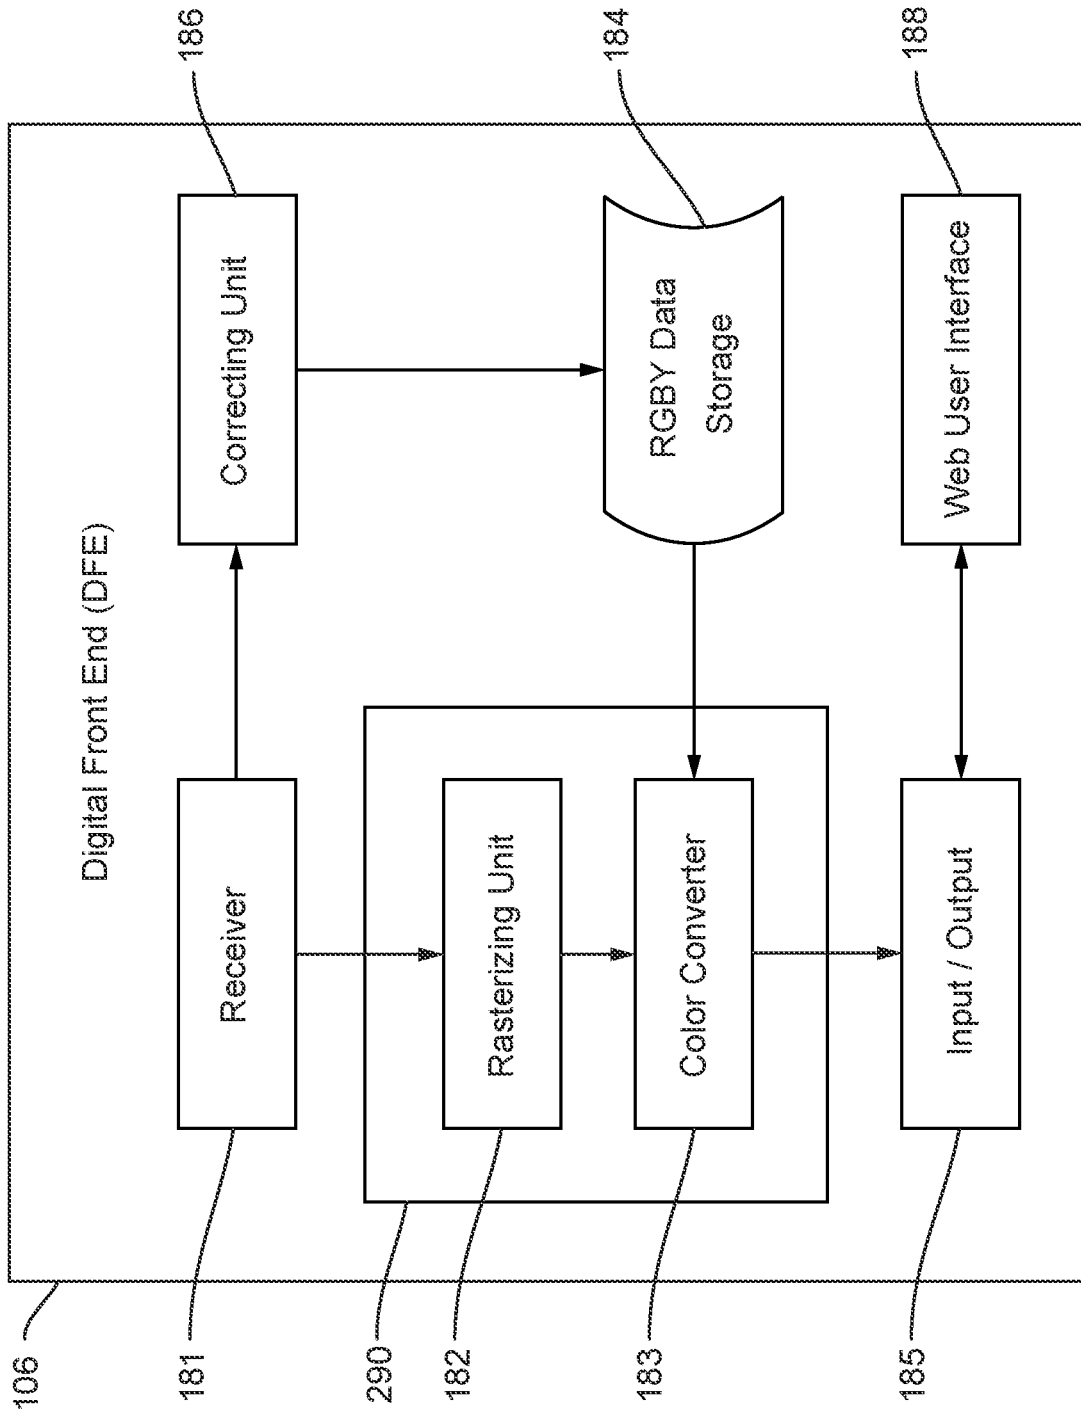 Digital Front End (DFE)
106
181
Receiver
Correcting Unit
186
290
182
Rasterizing Unit
183
Color Converter
RGBY Data
Storage
184
185
Input / Output
Web User Interface
188